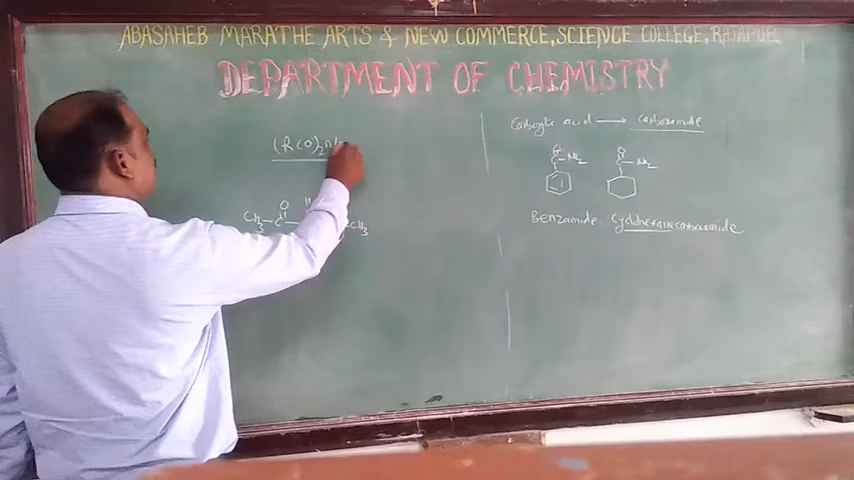 ABASAHEB MARATHE ARTS & NEW COMMERCE, SCIENCE COLLEGE, RAJAPUR
DEPARTMENT OF CHEMISTRY
(RCO)2NH
CH3-C
O
CH3
Carboxylic acid → carboxamide
O
C-NH2
O
C-NH2
Benzamide Cyclohexanecarboxamide